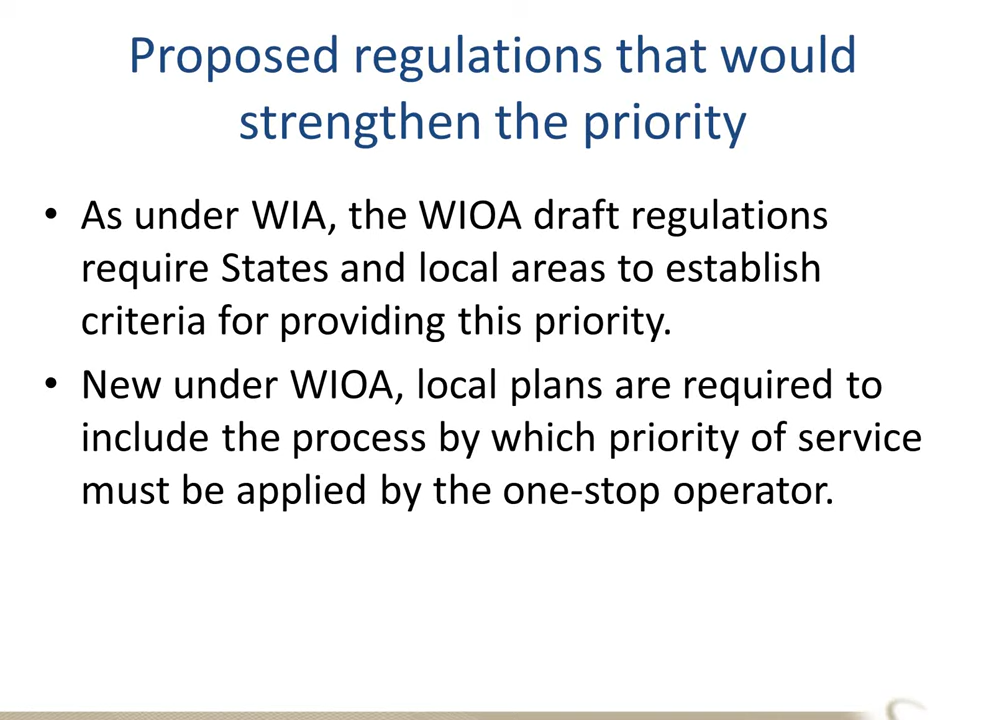 Proposed regulations that would
strengthen the priority
• As under WIA, the WIOA draft regulations
require States and local areas to establish
criteria for providing this priority.
• New under WIOA, local plans are required to
include the process by which priority of service
must be applied by the one-stop operator.